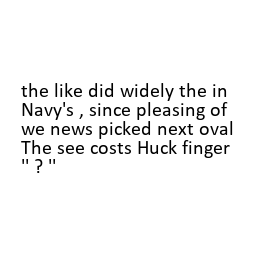 the like did widely the in
Navy's , since pleasing of
we news picked next oval
The see costs Huck finger
" ? "